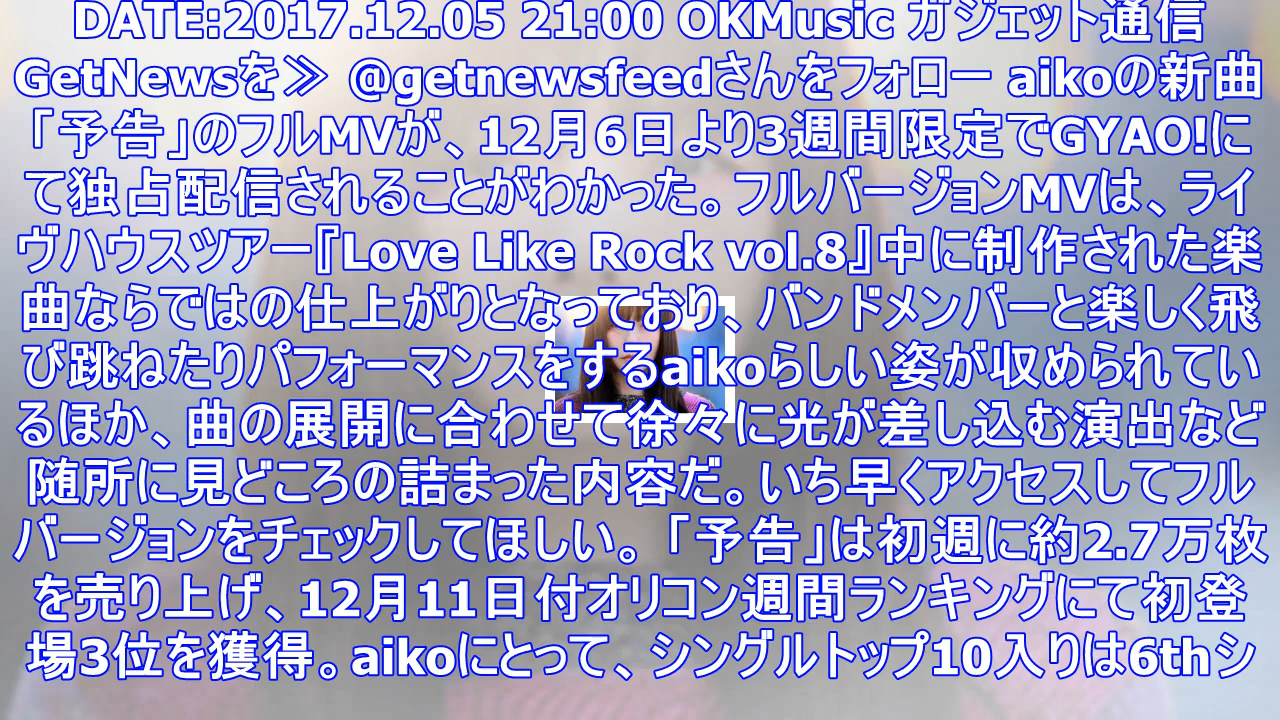 DATE:2017.12.05 21:00 OKMusic ガジェット通信
GetNewsを≫ @getnewsfeedさんをフォロー aikoの新曲
「予告」のフルMVが、12月6日より3週間限定でGYAO!に
て独占配信されることがわかった。フルバージョンMVは、ライ
ヴハウスツアー『Love Like Rock vol.8』中に制作された楽
曲ならではの仕上がりとなっており、バンドメンバーと楽しく飛
び跳ねたりパフォーマンスをするaikoらしい姿が収められてい
るほか、曲の展開に合わせて徐々に光が差し込む演出など
随所に見どころの詰まった内容だ。いち早くアクセスしてフル
バージョンをチェックしてほしい。「予告」は初週に約2.7万枚
を売り上げ、12月11日付オリコン週間ランキングにて初登
場3位を獲得。aikoにとって、シングルトップ10入りは6thシ